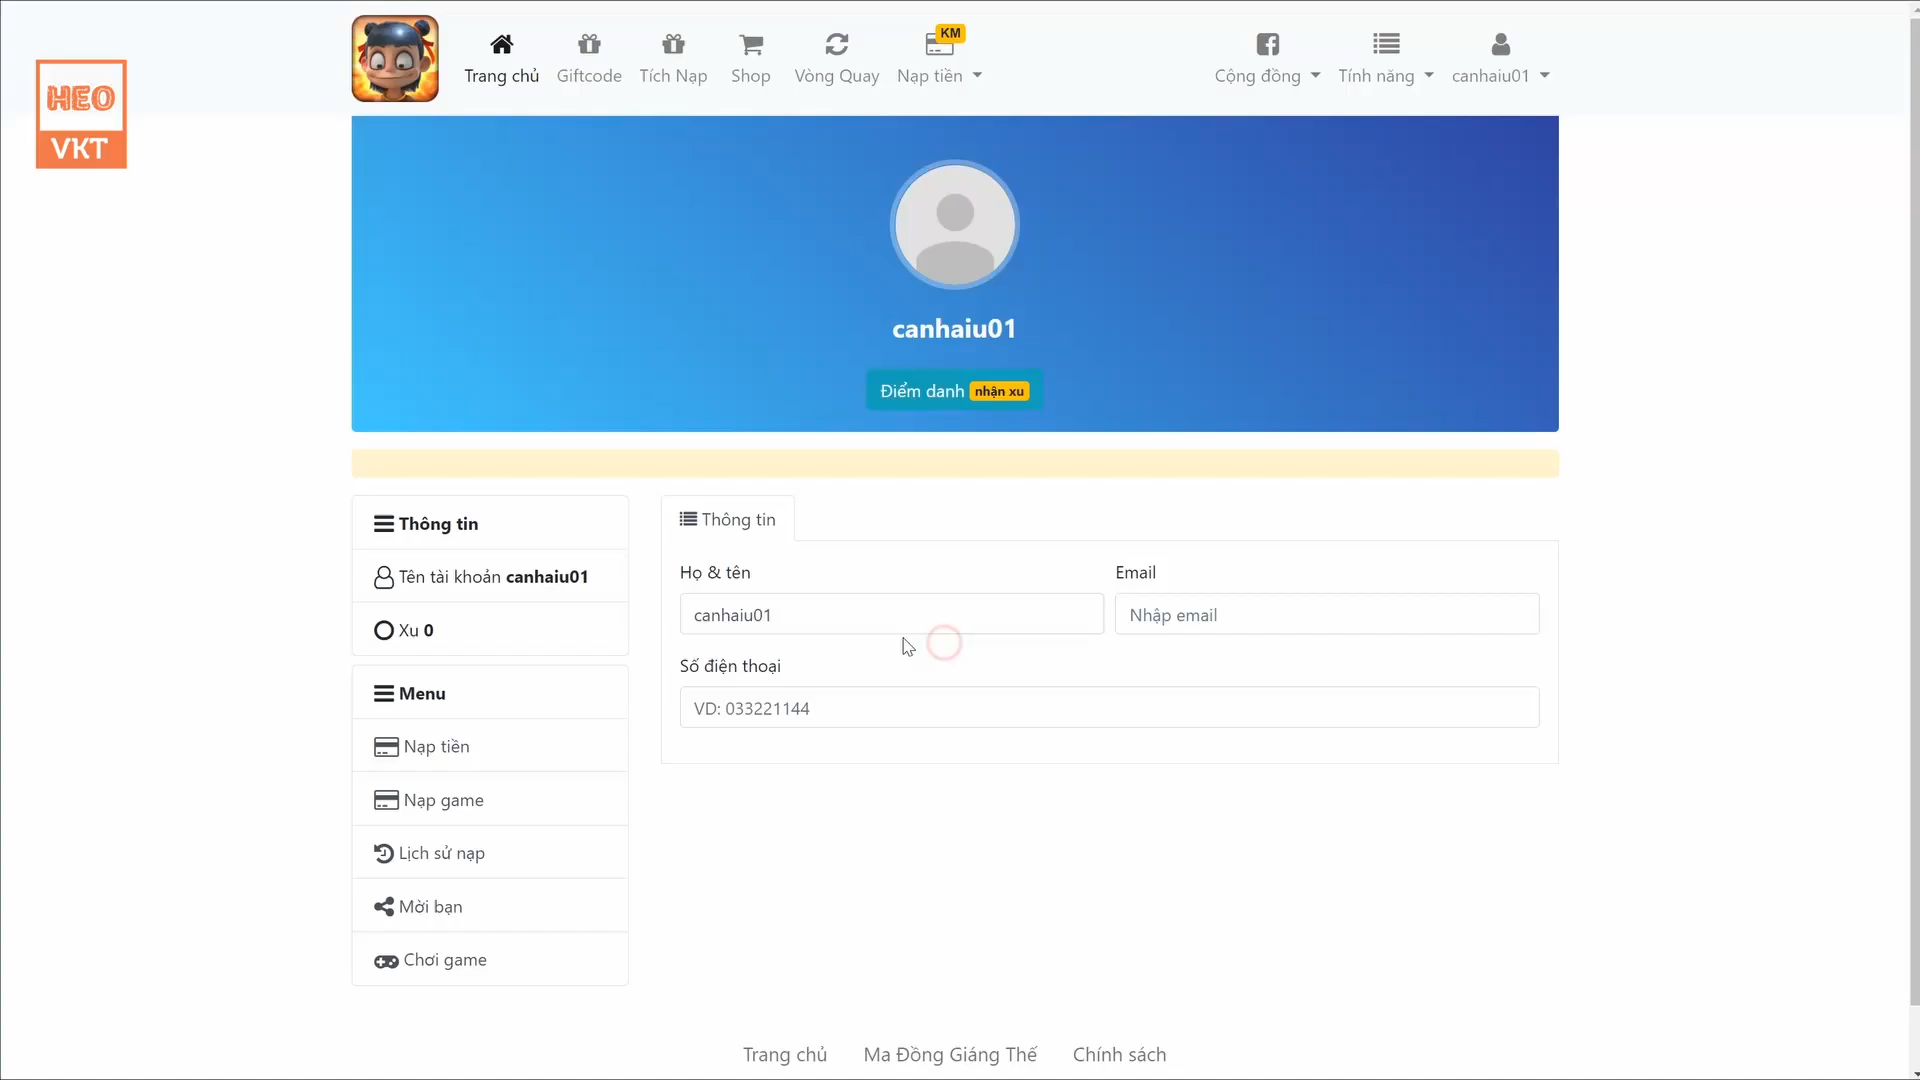 HEO
VKT
Trang chủ
Giftcode
Tích Nạp
Shop
Vòng Quay
KM
Nạp tiền
Cộng đồng
Tính năng
canhaiu01
canhaiu01
Điểm danh nhận xu
Thông tin
Tên tài khoản canhaiu01
Xu 0
Menu
Nạp tiền
Nạp game
Lịch sử nạp
Mời bạn
Chơi game
Thông tin
Họ & tên
canhaiu01
Email
Nhập email
Số điện thoại
VD: 033221144
Trang chủ
Ma Đồng Giáng Thế
Chính sách